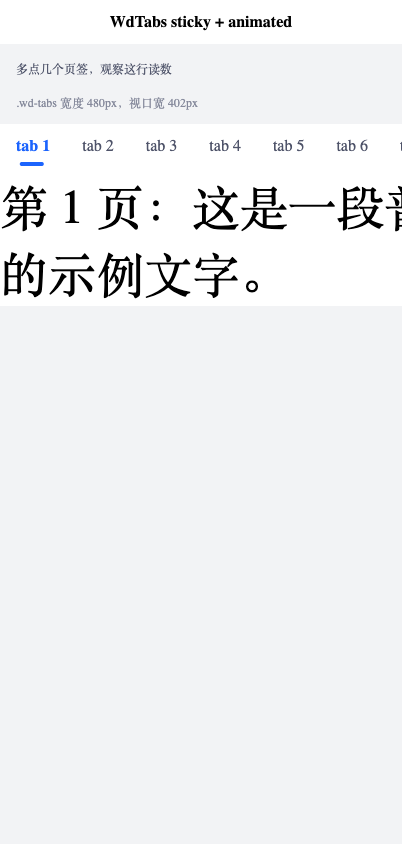 WdTabs sticky + animated
多点几个页签，观察这行读数
.wd-tabs 宽度 480px，视口宽 402px
tab 1 tab 2 tab 3 tab 4 tab 5 tab 6
第 1 页：这是一段
的示例文字。